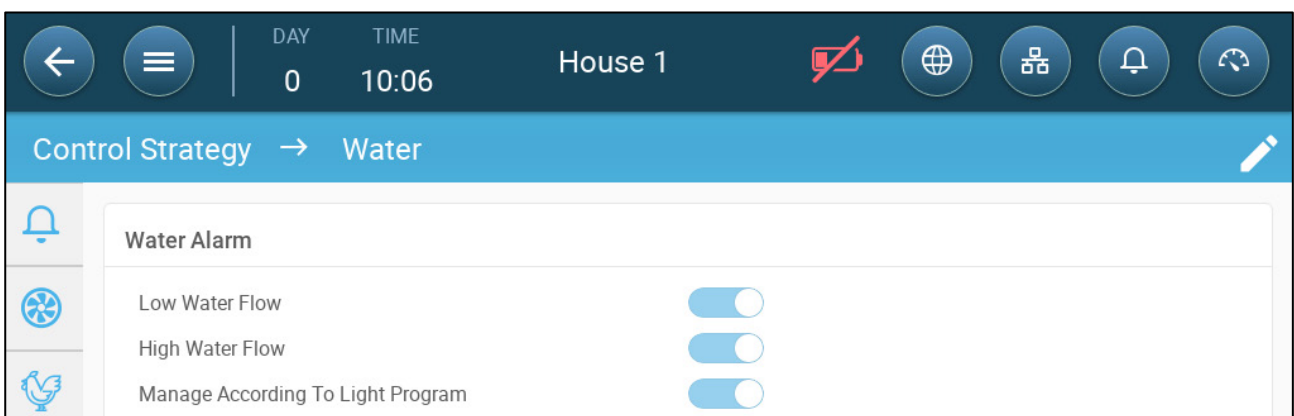 DAY TIME
0 10:06 House 1
Control Strategy → Water
Water Alarm
Low Water Flow
High Water Flow
Manage According To Light Program